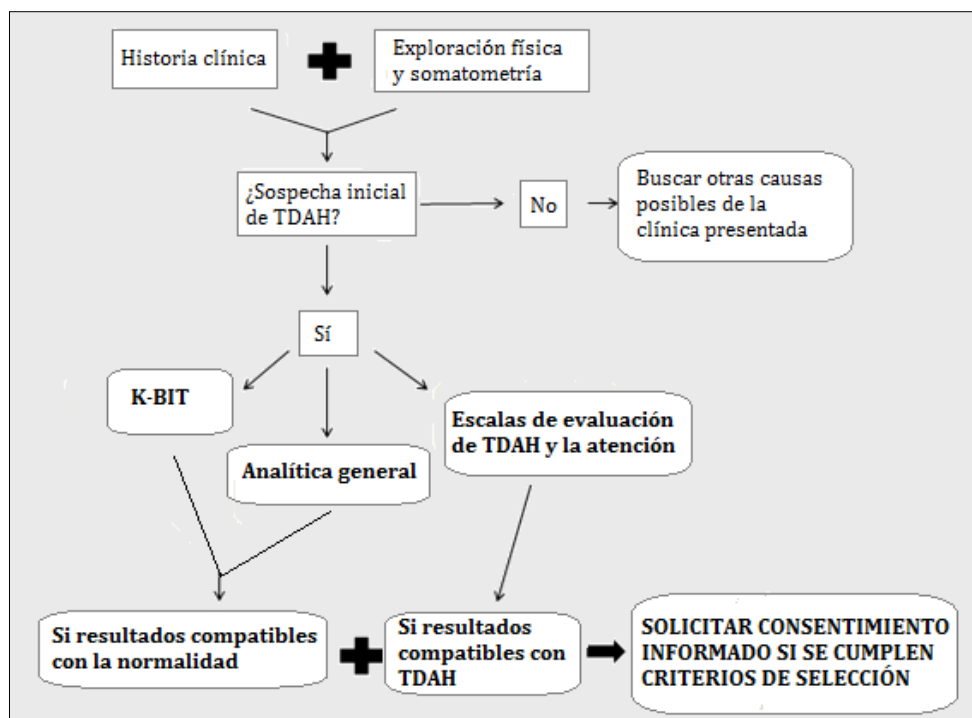 Historia clínica
Exploración física
y somatometría
¿Sospecha inicial
de TDAH?
No
Buscar otras causas
posibles de la
clínica presentada
Sí
K-BIT
Analítica general
Escalas de evaluación
de TDAH y la atención
Si resultados compatibles
con la normalidad
Si resultados
compatibles con
TDAH
SOLICITAR CONSENTIMIENTO
INFORMADO SI SE CUMPLEN
CRITERIOS DE SELECCIÓN